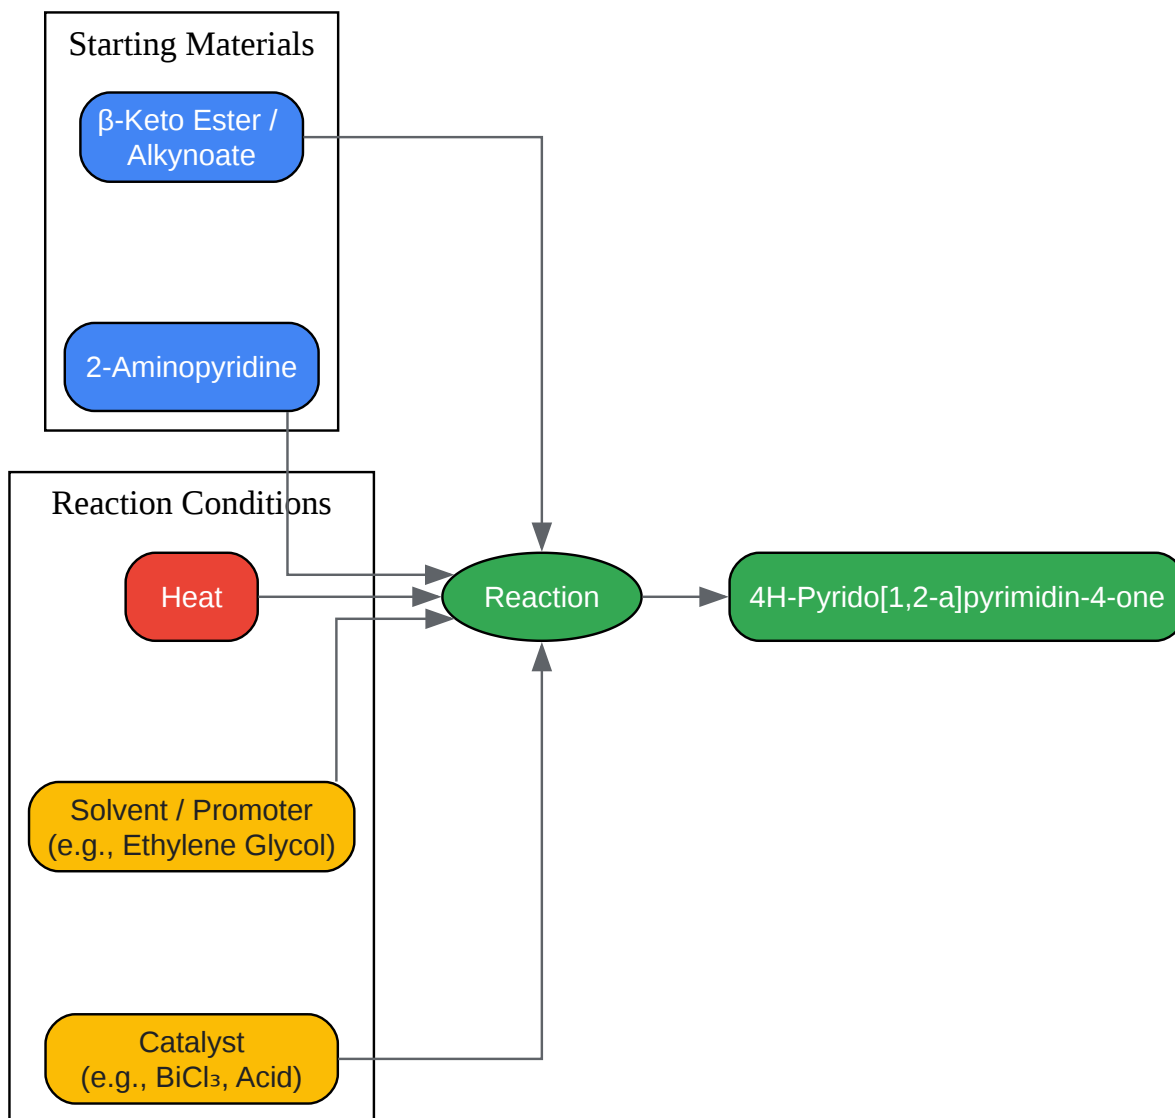 Starting Materials
β-Keto Ester /
Alkynoate
2-Aminopyridine
Reaction Conditions
Heat
Reaction
4H-Pyrido[1,2-a]pyrimidin-4-one
Solvent / Promoter
(e.g., Ethylene Glycol)
Catalyst
(e.g., BiCl₃, Acid)